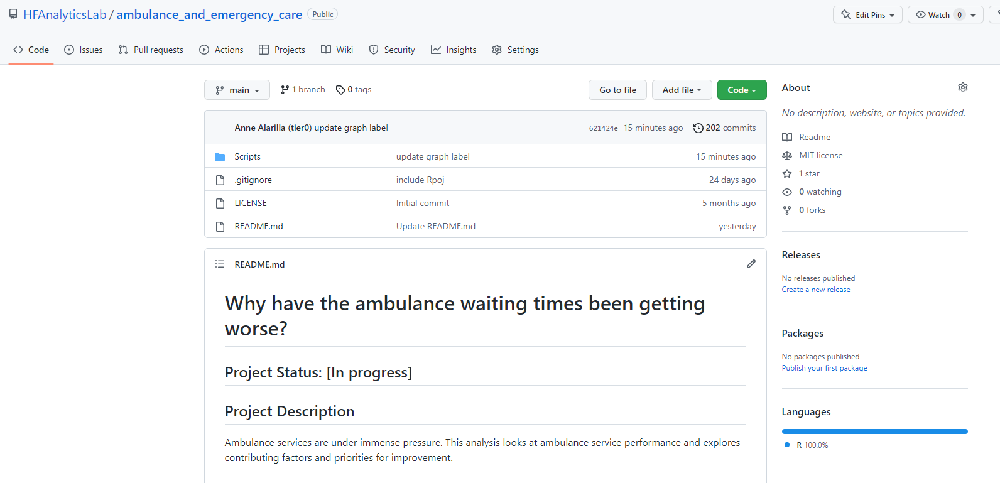 HFAnalyticsLab / ambulance_and_emergency_care Public
Edit Pins Watch 0
Code Issues Pull requests Actions Projects Wiki Security Insights Settings
main 1 branch 0 tags Go to file Add file Code
Anne Alarilla (tier0) update graph label 621424e 15 minutes ago 202 commits
Scripts update graph label 15 minutes ago
.gitignore include Rpoj 24 days ago
LICENSE Initial commit 5 months ago
README.md Update README.md yesterday
README.md
Why have the ambulance waiting times been getting
worse?
Project Status: [In progress]
Project Description
Ambulance services are under immense pressure. This analysis looks at ambulance service performance and explores
contributing factors and priorities for improvement.
About
No description, website, or topics provided.
Readme
MIT license
1 star
0 watching
0 forks
Releases
No releases published
Create a new release
Packages
No packages published
Publish your first package
Languages
R 100.0%